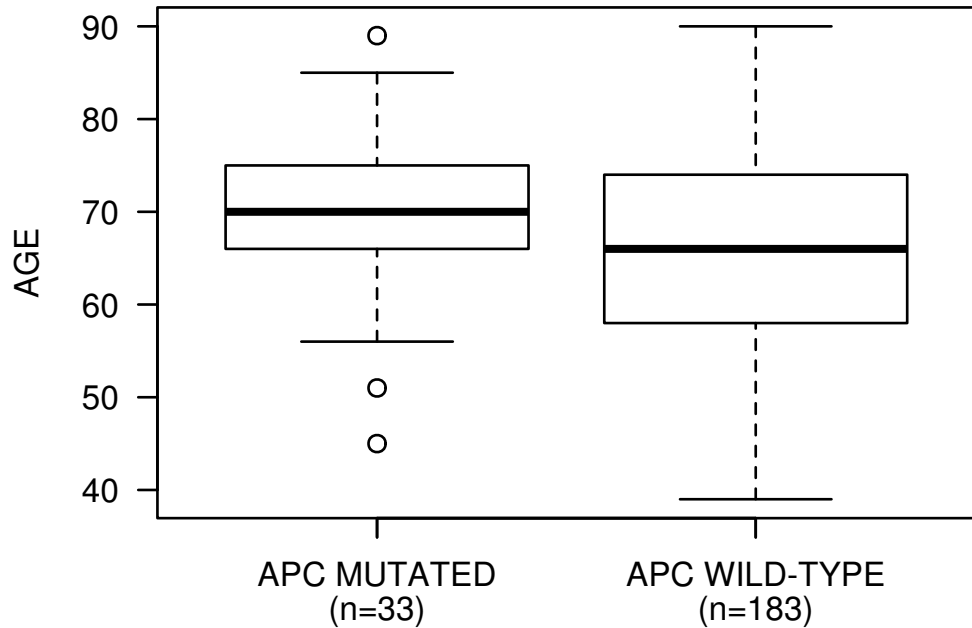 AGE
90
80
70
60
50
40
APC MUTATED
(n=33)
APC WILD-TYPE
(n=183)